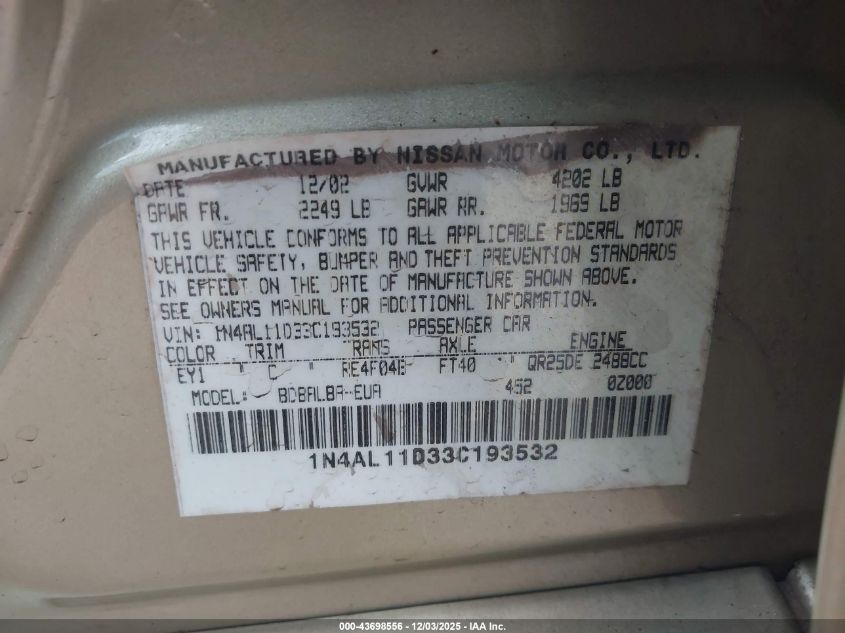 MANUFACTURED BY NISSAN MOTOR CO., LTD.
DATE 12/02 GVWR 4202 LB
GAWR FR. 2249 LB GAWR RR. 1969 LB
THIS VEHICLE CONFORMS TO ALL APPLICABLE FEDERAL MOTOR
VEHICLE SAFETY, BUMPER AND THEFT PREVENTION STANDARDS
IN EFFECT ON THE DATE OF MANUFACTURE SHOWN ABOVE.
SEE OWNERS MANUAL FOR ADDITIONAL INFORMATION.
VIN: 1N4AL11D33C193532 PASSENGER CAR
COLOR TRIM TRANS AXLE ENGINE
EY1 " C " RE4F04B FT40 " " QR25DE 2488CC
MODEL: BDBALBA-EUA 452 0Z000
1N4AL11D33C193532
000-43698556 - 12/03/2025 - IAA Inc.